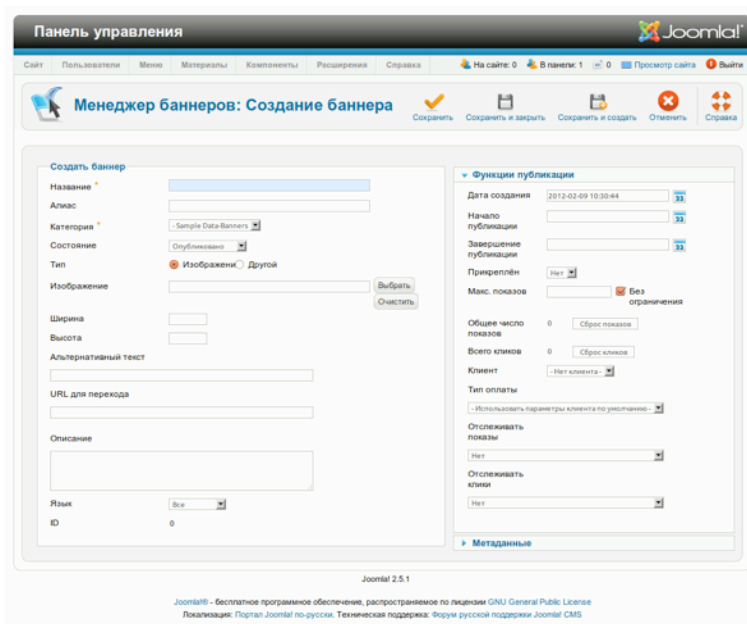 Панель управления
Joomla!
Сайт Пользователи Меню Материалы Компоненты Расширения Справка На сайте: 0 В панели: 1 0 Просмотр сайта Выйти
Менеджер баннеров: Создание баннера
Сохранить Сохранить и закрыть Сохранить и создать Отменить Справка
Создать баннер
Название *
Алиас
Категория * - Sample Data-Banners
Состояние Опубликовано
Тип Изображени Другой
Изображение Выбрать
Очистить
Ширина
Высота
Альтернативный текст
URL для перехода
Описание
Язык Все
ID 0
Функции публикации
Дата создания 2012-02-09 10:30:44 23
Начало
публикации 23
Завершение
публикации 23
Прикреплён Нет
Макс. показов Без
ограничения
Общее число
показов 0 Сброс показов
Всего кликов 0 Сброс кликов
Клиент - Нет клиента -
Тип оплаты
- Использовать параметры клиента по умолчанию -
Отслеживать
показы
Нет
Отслеживать
клики
Нет
Метаданные
Joomla! 2.5.1
Joomla!® - бесплатное программное обеспечение, распространяемое по лицензии GNU General Public License
Локализация: Портал Joomla! по-русски. Техническая поддержка: Форум русской поддержки Joomla! CMS